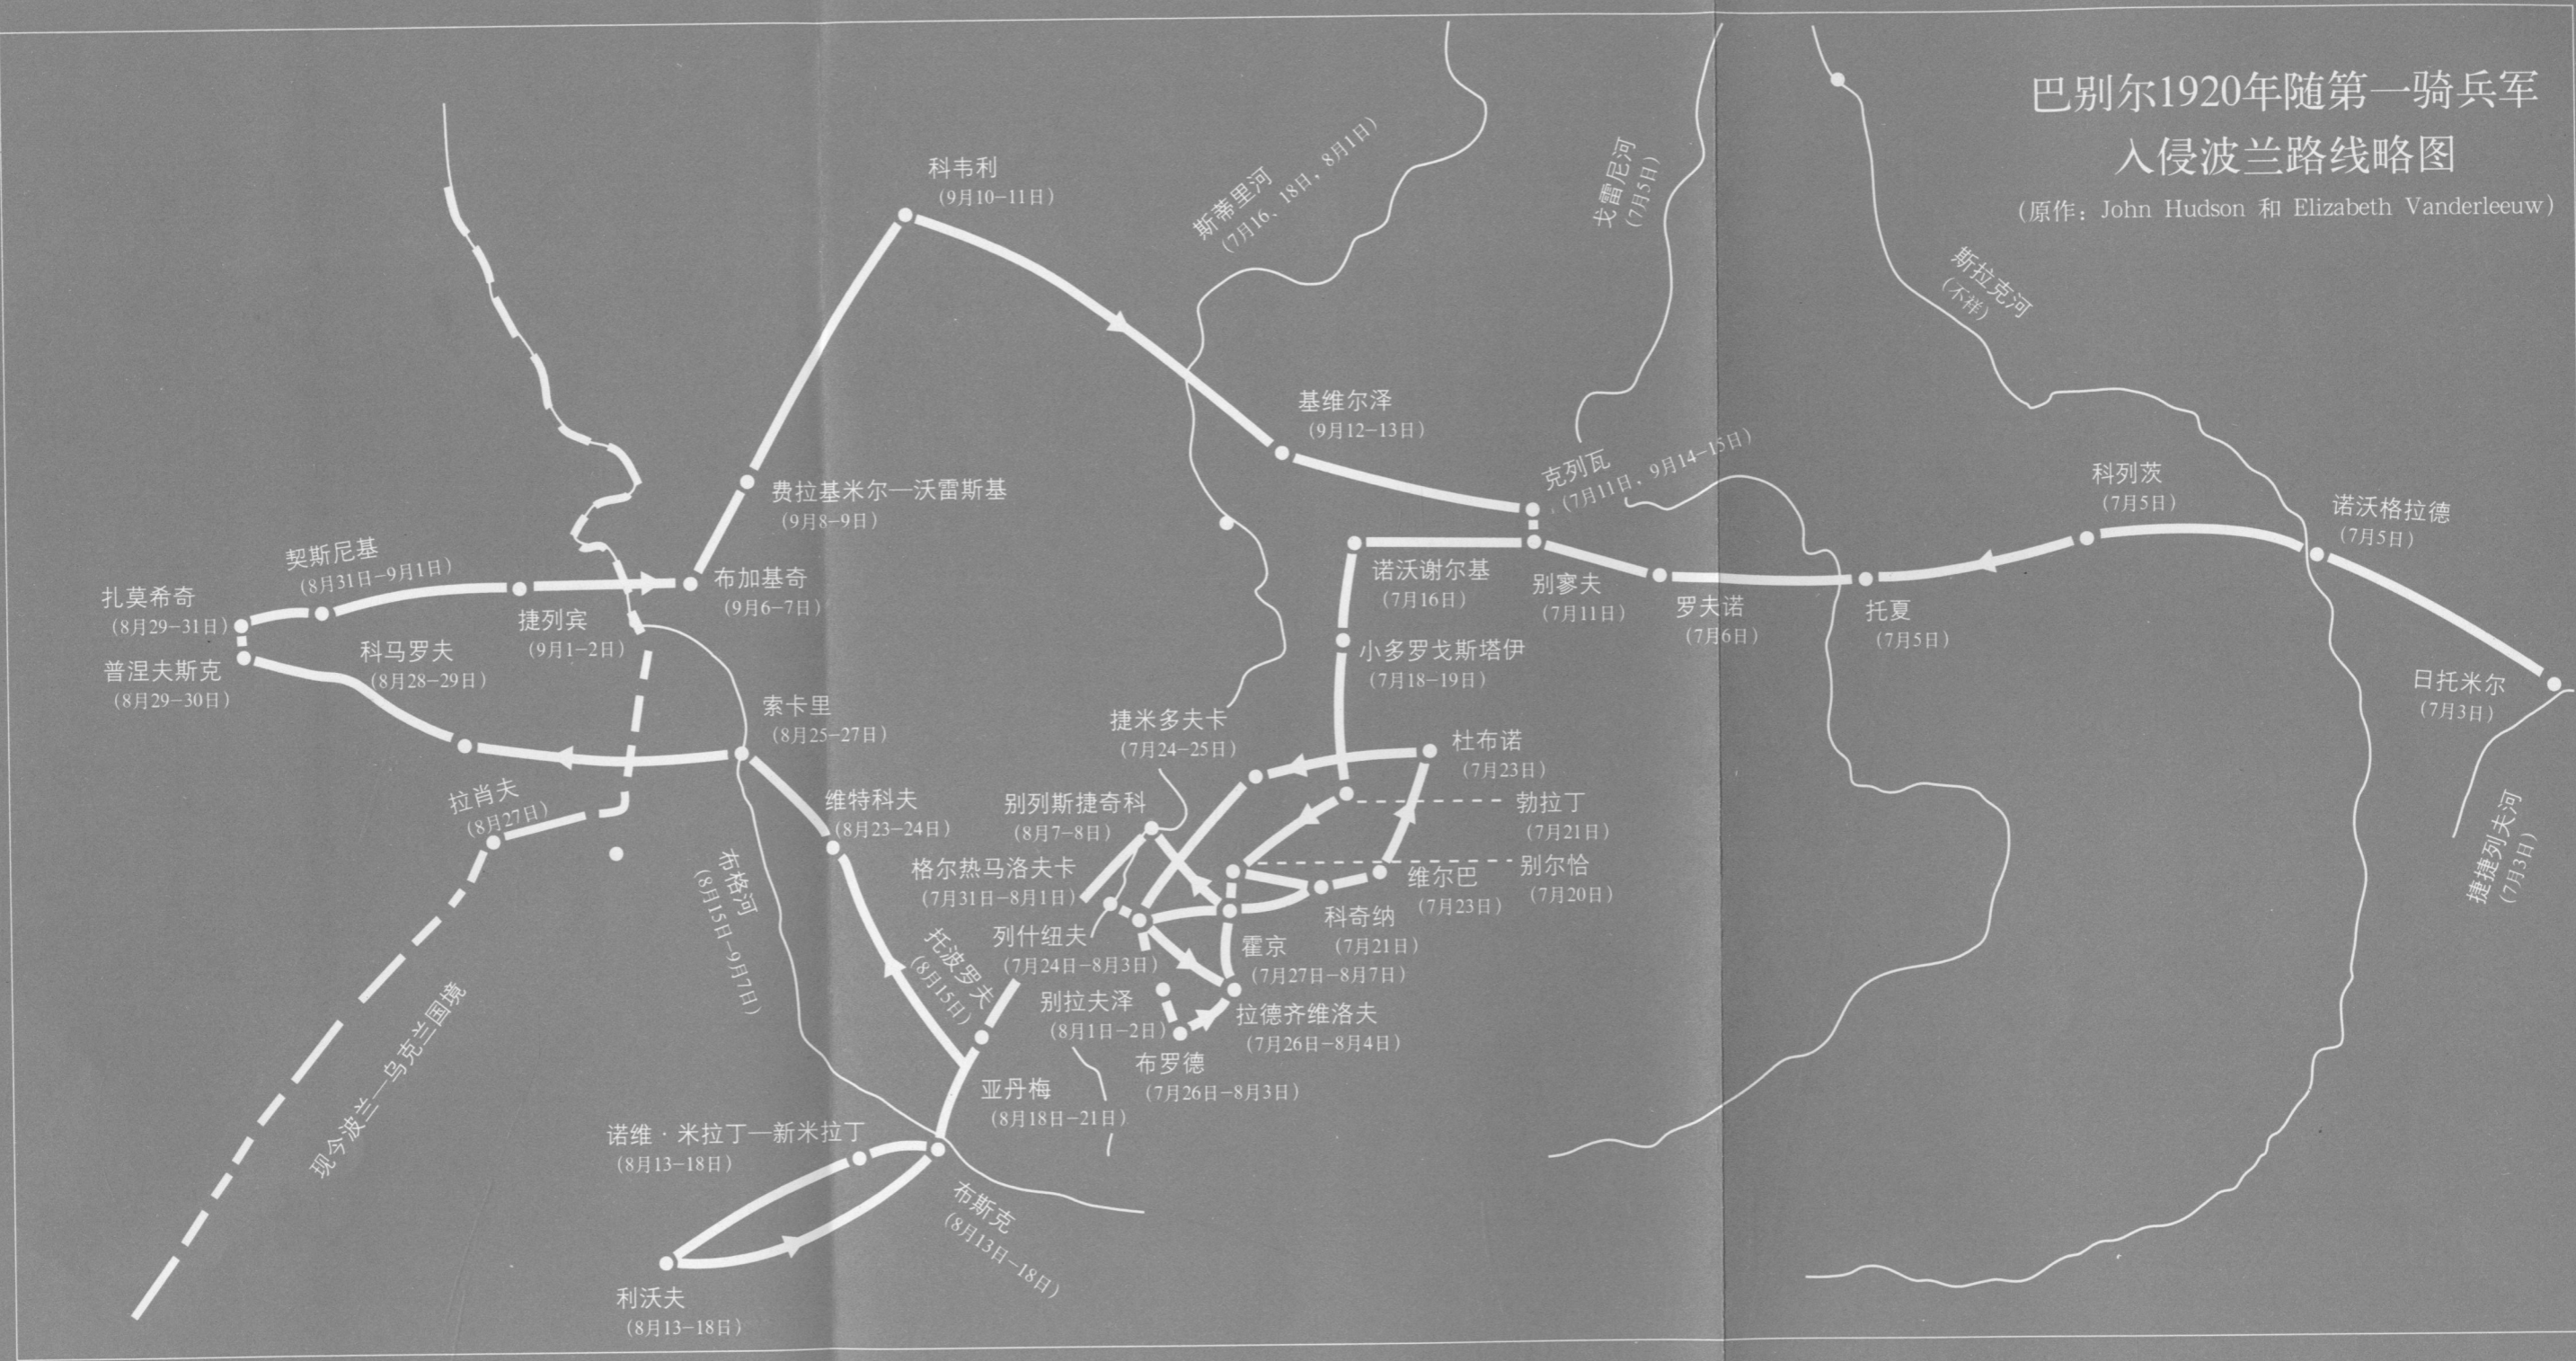 巴别尔1920年随第一骑兵军
入侵波兰路线略图
(原作：John Hudson 和 Elizabeth Vanderleeuw)
科韦利
(9月10—11日)
斯蒂里河
(7月16、18日，8月1日)
戈雷尼河
(7月5日)
斯拉克河
(不祥)
基维尔泽
(9月12—13日)
克列瓦
(7月11日、9月14—15日)
科列茨
(7月5日)
诺沃格拉德
(7月5日)
费拉基米尔—沃雷斯基
(9月8—9日)
契斯尼基
(8月31日—9月1日)
扎莫希奇
(8月29—31日)
布加基奇
(9月6—7日)
捷列宾
(9月1—2日)
诺沃谢尔基
(7月16日)
别寥夫
(7月11日)
罗夫诺
(7月6日)
托夏
(7月5日)
科马罗夫
(8月28—29日)
普涅夫斯克
(8月29—30日)
小多罗戈斯塔伊
(7月18—19日)
日托米尔
(7月3日)
索卡里
(8月25—27日)
捷米多夫卡
(7月24—25日)
杜布诺
(7月23日)
拉肖夫
(8月27日)
维特科夫
(8月23—24日)
别列斯捷奇科
(8月7—8日)
勃拉丁
(7月21日)
捷捷列夫河
(7月3日)
布格河
(8月15日—9月7日)
格尔热马洛夫卡
(7月31日—8月1日)
维尔巴
(7月23日)
别尔恰
(7月20日)
科奇纳
(7月21日)
列什纽夫
(7月24日—8月3日)
托波罗夫
(8月15日)
霍京
(7月27日—8月7日)
别拉夫泽
(8月1日—2日)
拉德齐维洛夫
(7月26日—8月4日)
布罗德
(7月26日—8月3日)
现今波兰—乌克兰国境
亚丹梅
(8月18日—21日)
诺维·米拉丁—新米拉丁
(8月13—18日)
布斯克
(8月13日—18日)
利沃夫
(8月13—18日)